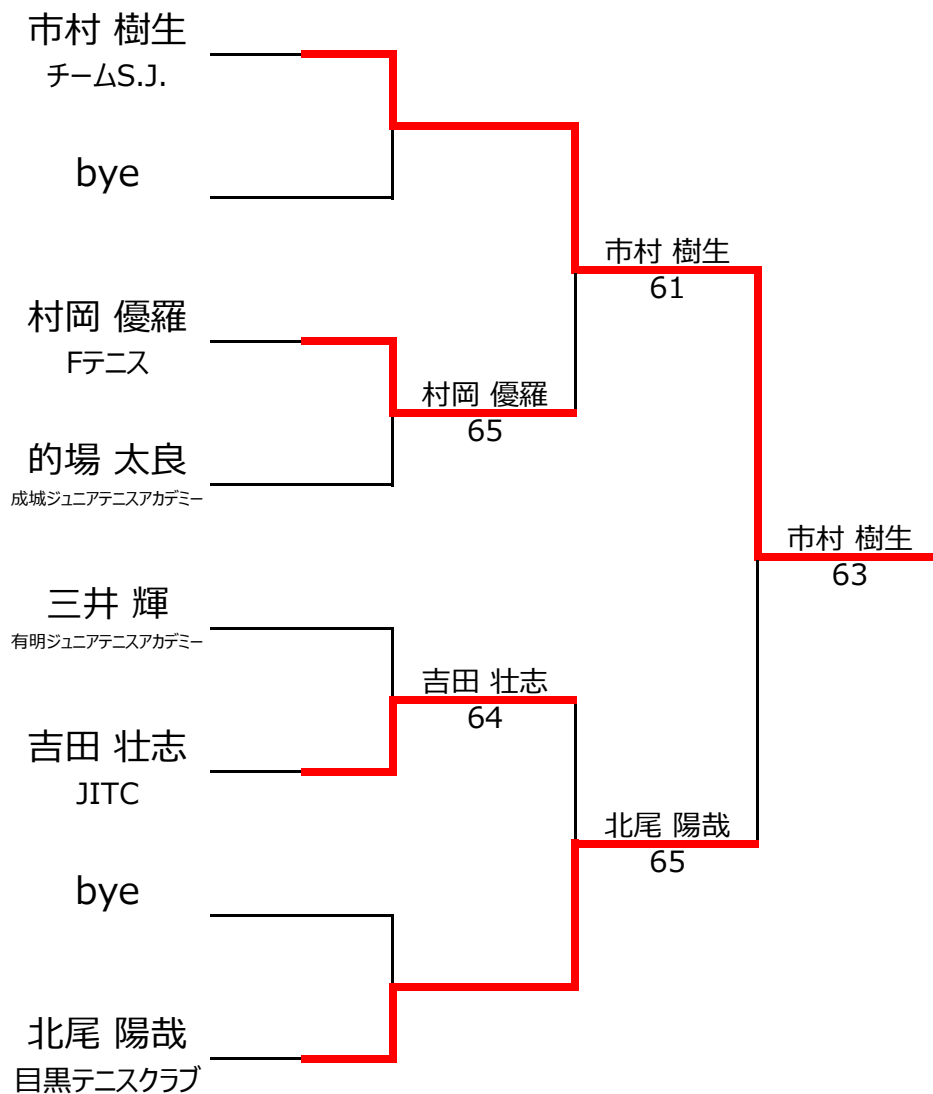 市村 樹生
チームS.J.
bye
村岡 優羅
Fテニス
的場 太良
成城ジュニアテニスアカデミー
三井 輝
有明ジュニアテニスアカデミー
吉田 壮志
JITC
bye
北尾 陽哉
目黒テニスクラブ
村岡 優羅
65
吉田 壮志
64
市村 樹生
61
北尾 陽哉
65
市村 樹生
63